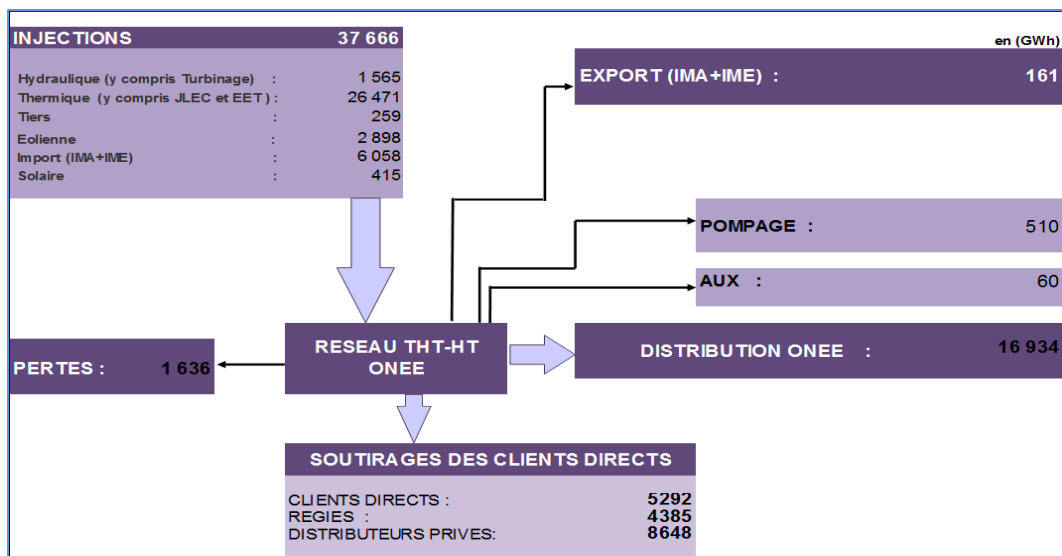 INJECTIONS 37 666
Hydraulique (y compris Turbinage) : 1 565
Thermique (y compris JLEC et EET) : 26 471
Tiers : 259
Eolienne : 2 898
Import (IMA+IME) : 6 058
Solaire : 415
en (GWh)
EXPORT (IMA+IME) : 161
POMPAGE : 510
AUX : 60
RESEAU THT-HT
ONEE
DISTRIBUTION ONEE : 16 934
PERTES : 1 636
SOUTIRAGES DES CLIENTS DIRECTS
CLIENTS DIRECTS : 5292
REGIES : 4385
DISTRIBUTEURS PRIVES: 8648